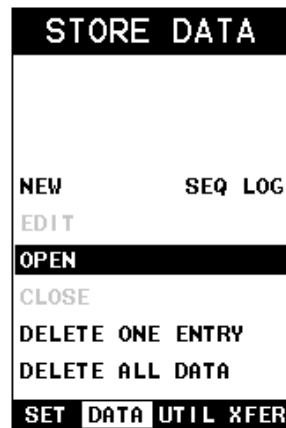 STORE DATA
NEW SEQ LOG
EDIT
OPEN
CLOSE
DELETE ONE ENTRY
DELETE ALL DATA
SET DATA UTIL XFER